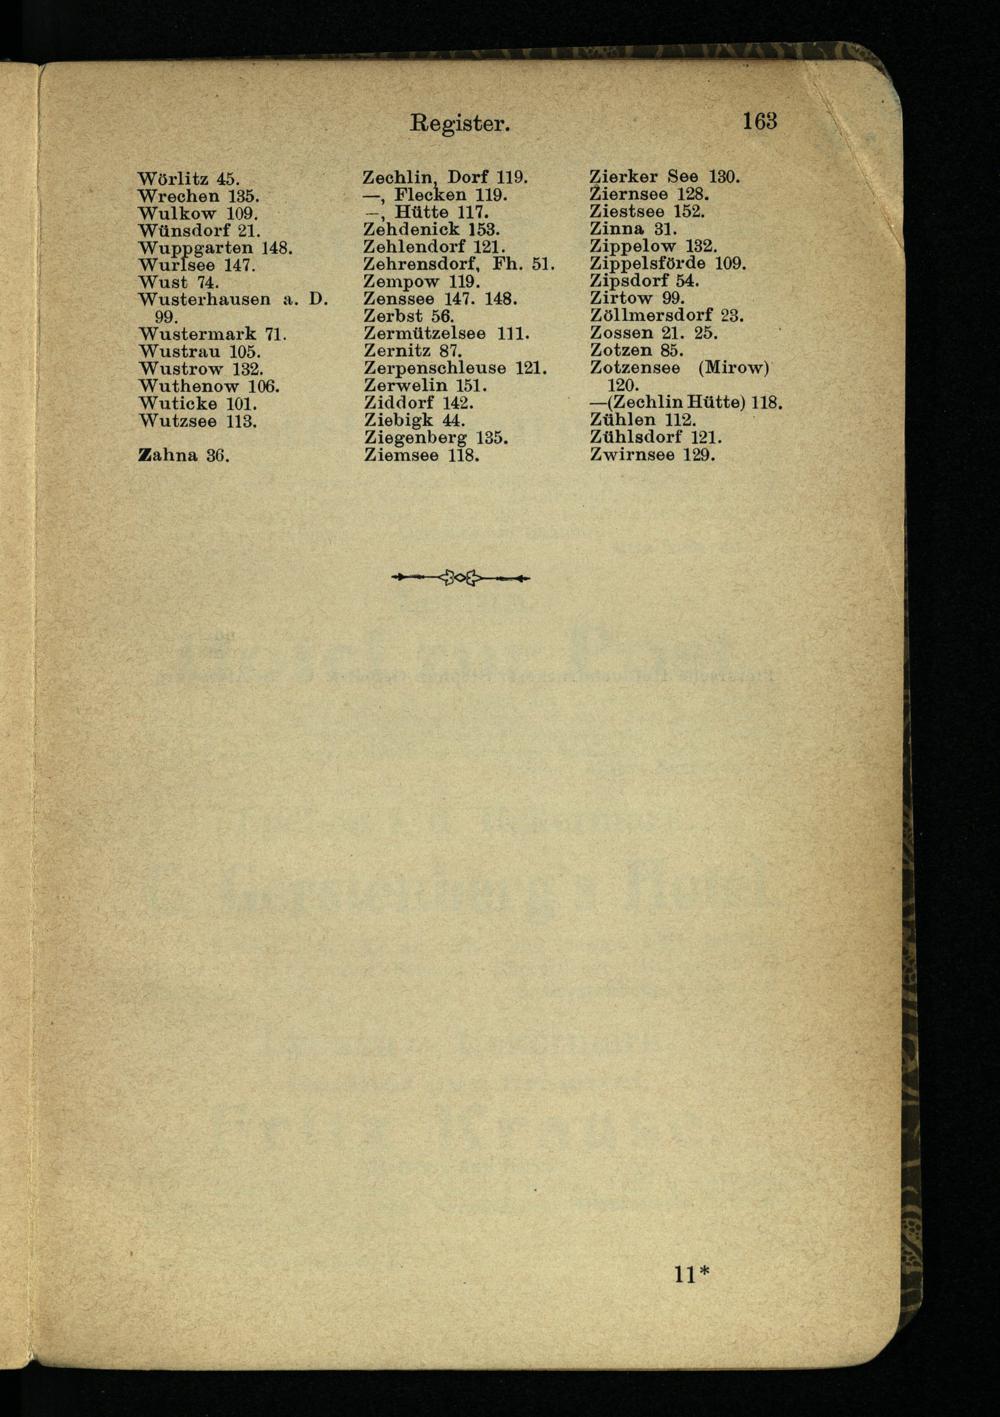 Register.
163
Wörlitz 45.
Wrechen 135.
Wulkow 109.
Wünsdorf 21.
Wuppgarten 148.
Wurlsee 147.
Wust 74.
Wusterhausen a. D.
99.
Wustermark 71.
Wustrau 105.
Wustrow 132.
Wuthenow 106.
Wuticke 101.
Wutzsee 113.
Zahna 36.
Zechlin, Dorf 119.
—, Flecken 119.
—, Hütte 117.
Zehdenick 153.
Zehlendorf 121.
Zehrensdorf, Fh. 51.
Zempow 119.
Zenssee 147. 148.
Zerbst 56.
Zermützelsee 111.
Zernitz 87.
Zerpenschleuse 121.
Zerwelin 151.
Ziddorf 142.
Ziebigk 44.
Ziegenberg 135.
Ziemsee 118.
Zierker See 130.
Ziernsee 128.
Ziestsee 152.
Zinna 31.
Zippelow 132.
Zippelsförde 109.
Zipsdorf 54.
Zirtow 99.
Zöllmersdorf 23.
Zossen 21. 25.
Zotzen 85.
Zotzensee (Mirow)
120.
—(Zechlin Hütte) 118.
Zühlen 112.
Zühlsdorf 121.
Zwirnsee 129.
11*